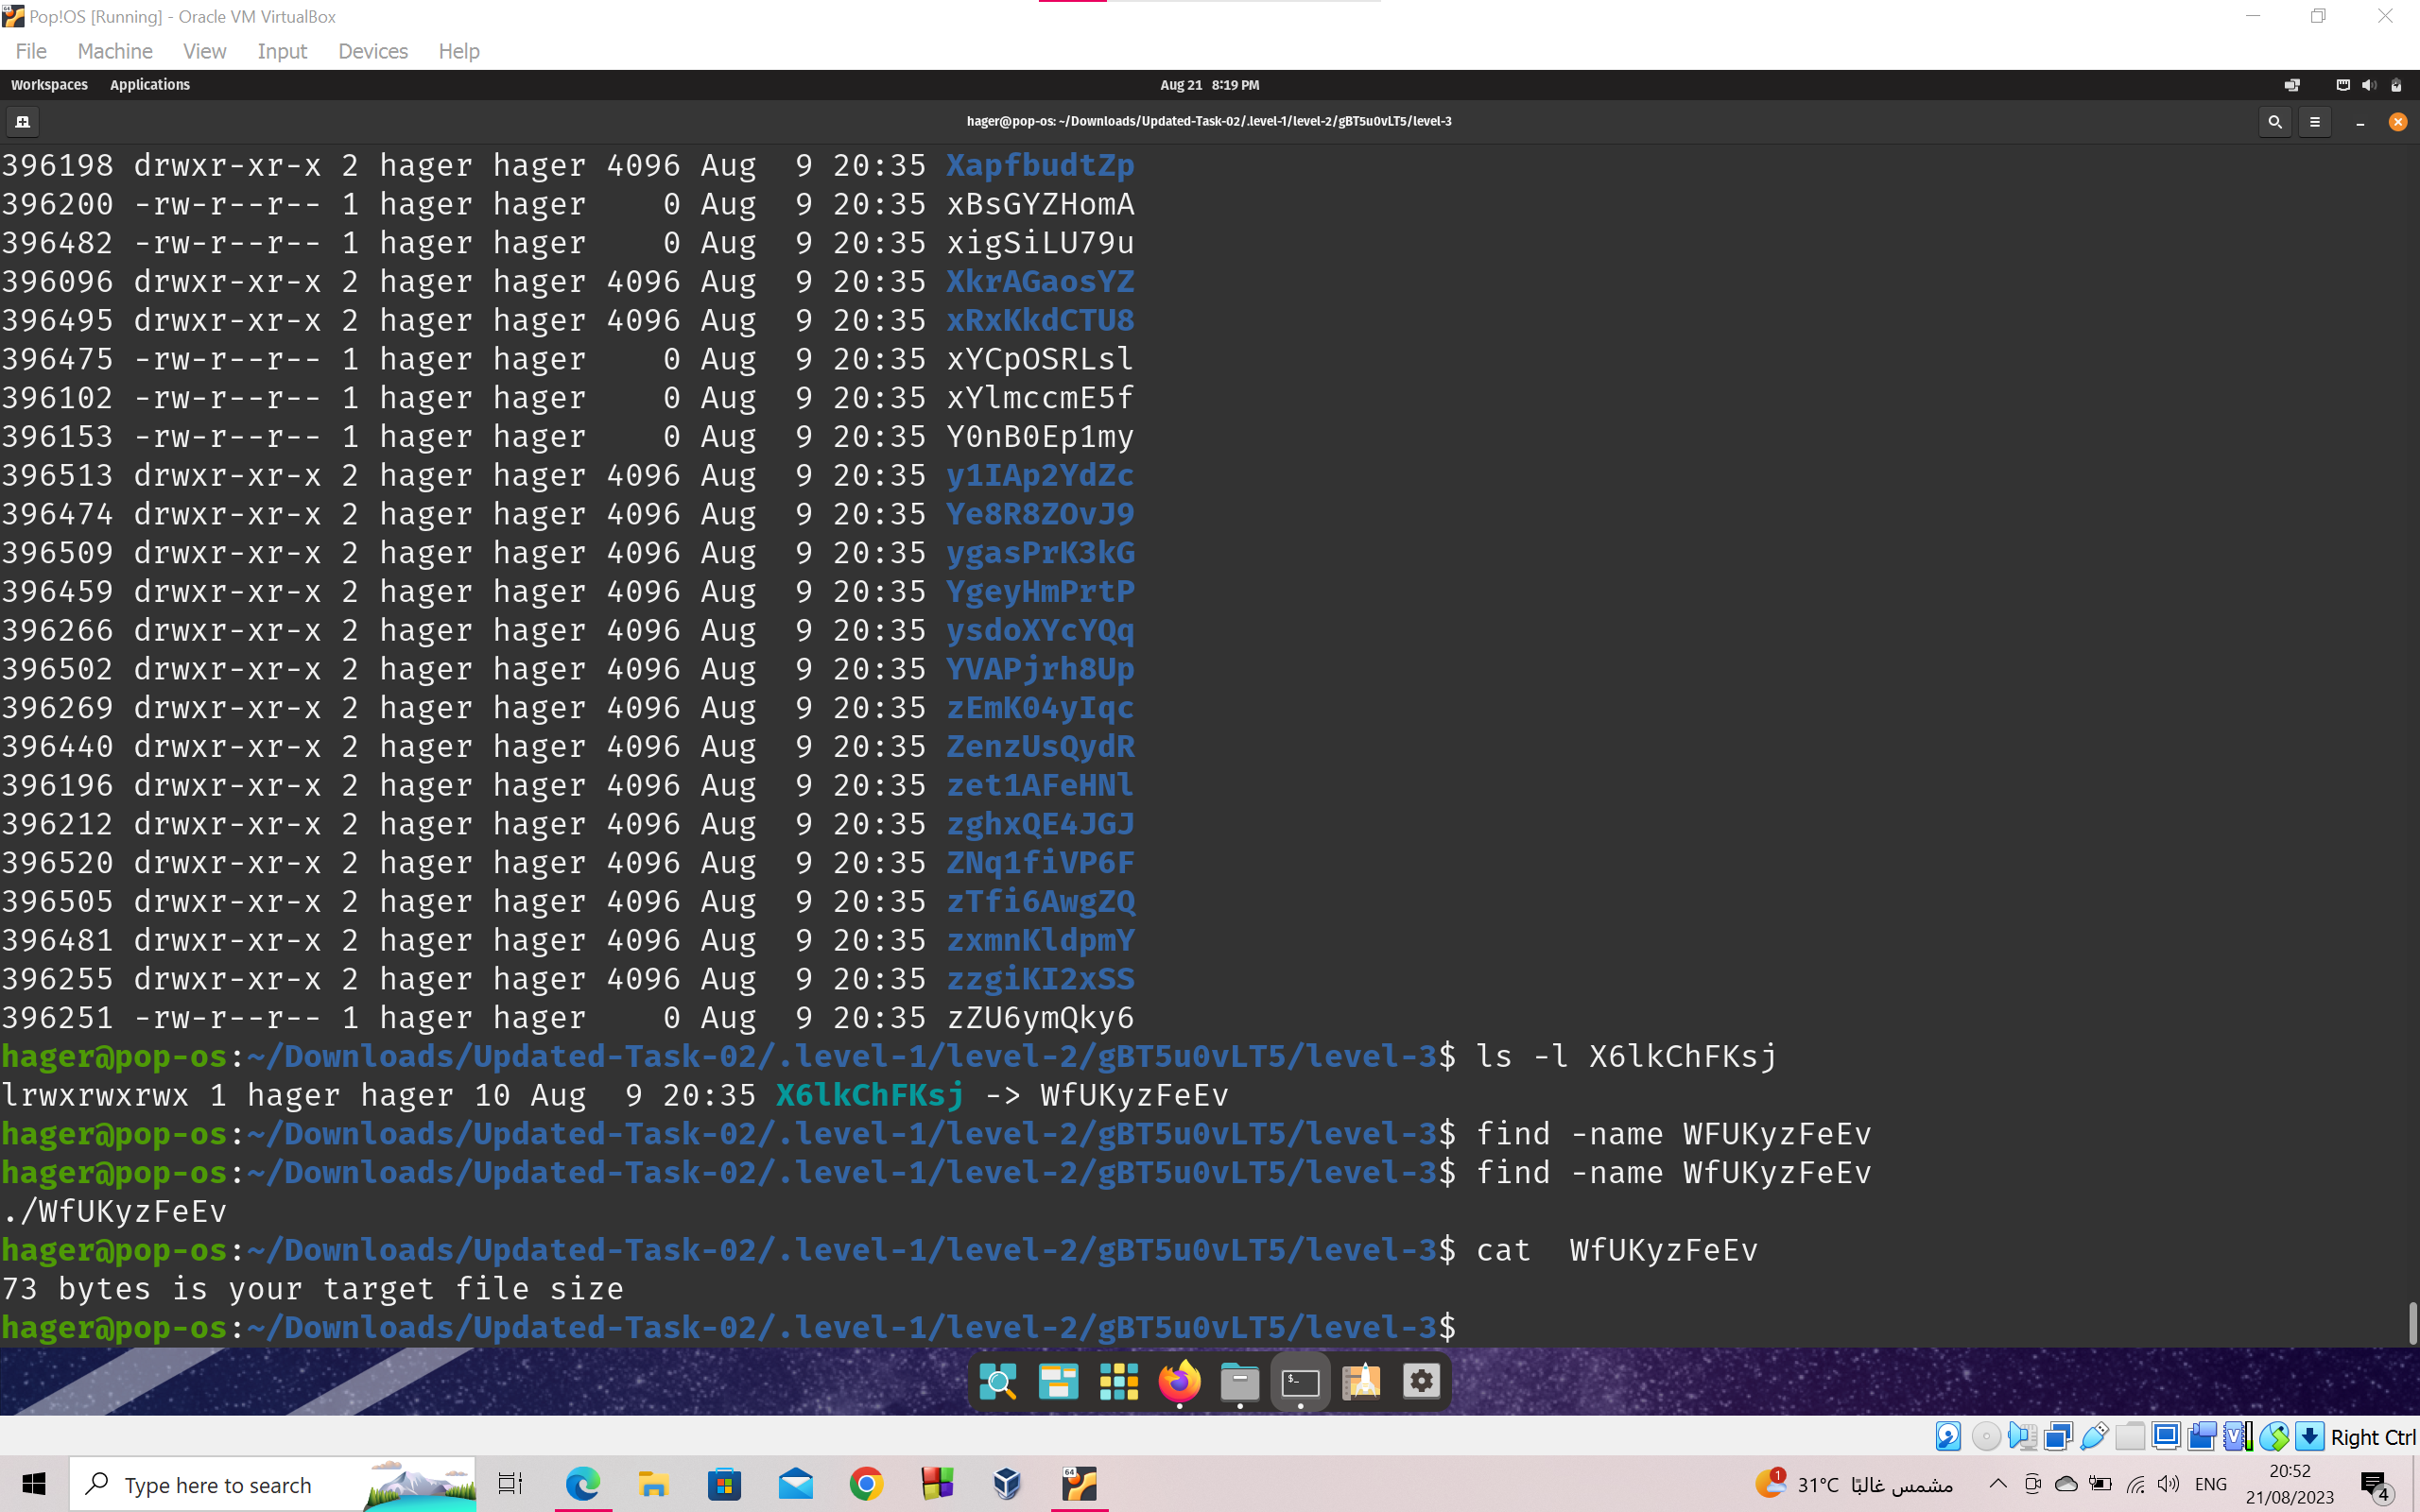 Pop!OS [Running] - Oracle VM VirtualBox
File Machine View Input Devices Help
Workspaces Applications Aug 21 8:19 PM
hager@pop-os: ~/Downloads/Updated-Task-02/.level-1/level-2/gBT5u0vLT5/level-3
396198 drwxr-xr-x 2 hager hager 4096 Aug  9 20:35 XapfbudtZp
396200 -rw-r--r-- 1 hager hager    0 Aug  9 20:35 xBsGYZHomA
396482 -rw-r--r-- 1 hager hager    0 Aug  9 20:35 xigSiLU79u
396096 drwxr-xr-x 2 hager hager 4096 Aug  9 20:35 XkrAGaosYZ
396495 drwxr-xr-x 2 hager hager 4096 Aug  9 20:35 xRxKkdCTU8
396475 -rw-r--r-- 1 hager hager    0 Aug  9 20:35 xYCpOSRLsl
396102 -rw-r--r-- 1 hager hager    0 Aug  9 20:35 xYlmccmE5f
396153 -rw-r--r-- 1 hager hager    0 Aug  9 20:35 Y0nB0Ep1my
396513 drwxr-xr-x 2 hager hager 4096 Aug  9 20:35 y1IAp2YdZc
396474 drwxr-xr-x 2 hager hager 4096 Aug  9 20:35 Ye8R8ZOvJ9
396509 drwxr-xr-x 2 hager hager 4096 Aug  9 20:35 ygasPrK3kG
396459 drwxr-xr-x 2 hager hager 4096 Aug  9 20:35 YgeyHmPrtP
396266 drwxr-xr-x 2 hager hager 4096 Aug  9 20:35 ysdoXYcYQq
396502 drwxr-xr-x 2 hager hager 4096 Aug  9 20:35 YVAPjrh8Up
396269 drwxr-xr-x 2 hager hager 4096 Aug  9 20:35 zEmK04yIqc
396440 drwxr-xr-x 2 hager hager 4096 Aug  9 20:35 ZenzUsQydR
396196 drwxr-xr-x 2 hager hager 4096 Aug  9 20:35 zet1AFeHNl
396212 drwxr-xr-x 2 hager hager 4096 Aug  9 20:35 zghxQE4JGJ
396520 drwxr-xr-x 2 hager hager 4096 Aug  9 20:35 ZNq1fiVP6F
396505 drwxr-xr-x 2 hager hager 4096 Aug  9 20:35 zTfi6AwgZQ
396481 drwxr-xr-x 2 hager hager 4096 Aug  9 20:35 zxmnKldpmY
396255 drwxr-xr-x 2 hager hager 4096 Aug  9 20:35 zzgiKI2xSS
396251 -rw-r--r-- 1 hager hager    0 Aug  9 20:35 zZU6ymQky6
hager@pop-os:~/Downloads/Updated-Task-02/.level-1/level-2/gBT5u0vLT5/level-3$ ls -l X6lkChFKsj
lrwxrwxrwx 1 hager hager 10 Aug  9 20:35 X6lkChFKsj -> WfUKyzFeEv
hager@pop-os:~/Downloads/Updated-Task-02/.level-1/level-2/gBT5u0vLT5/level-3$ find -name WFUKyzFeEv
hager@pop-os:~/Downloads/Updated-Task-02/.level-1/level-2/gBT5u0vLT5/level-3$ find -name WfUKyzFeEv
./WfUKyzFeEv
hager@pop-os:~/Downloads/Updated-Task-02/.level-1/level-2/gBT5u0vLT5/level-3$ cat  WfUKyzFeEv
73 bytes is your target file size
hager@pop-os:~/Downloads/Updated-Task-02/.level-1/level-2/gBT5u0vLT5/level-3$
Right Ctrl
Type here to search 1 31°C مشمس غالبًا ENG 20:52
21/08/2023 4